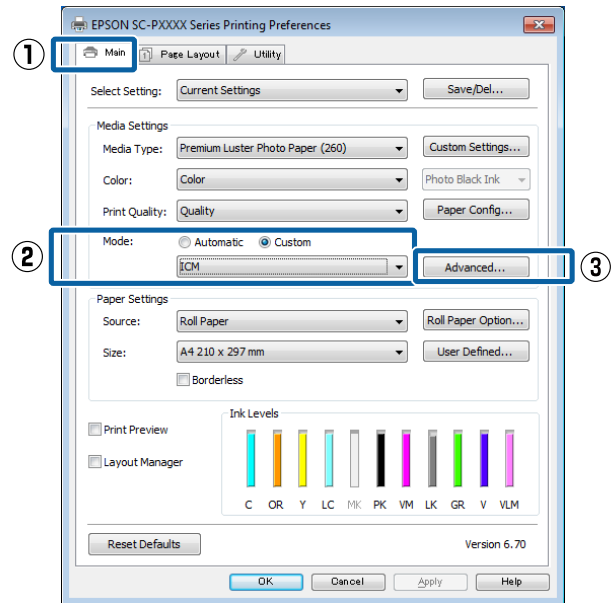 EPSON SC-PXXXX Series Printing Preferences
① Main Page Layout Utility
Select Setting: Current Settings Save/Del...
Media Settings
Media Type: Premium Luster Photo Paper (260) Custom Settings...
Color: Color Photo Black Ink
Print Quality: Quality Paper Config...
Mode: Automatic Custom
② ICM Advanced... ③
Paper Settings
Source: Roll Paper Roll Paper Option...
Size: A4 210 x 297 mm User Defined...
Borderless
Ink Levels
Print Preview
Layout Manager
C OR Y LC MK PK VM LK GR V VLM
Reset Defaults Version 6.70
OK Cancel Apply Help